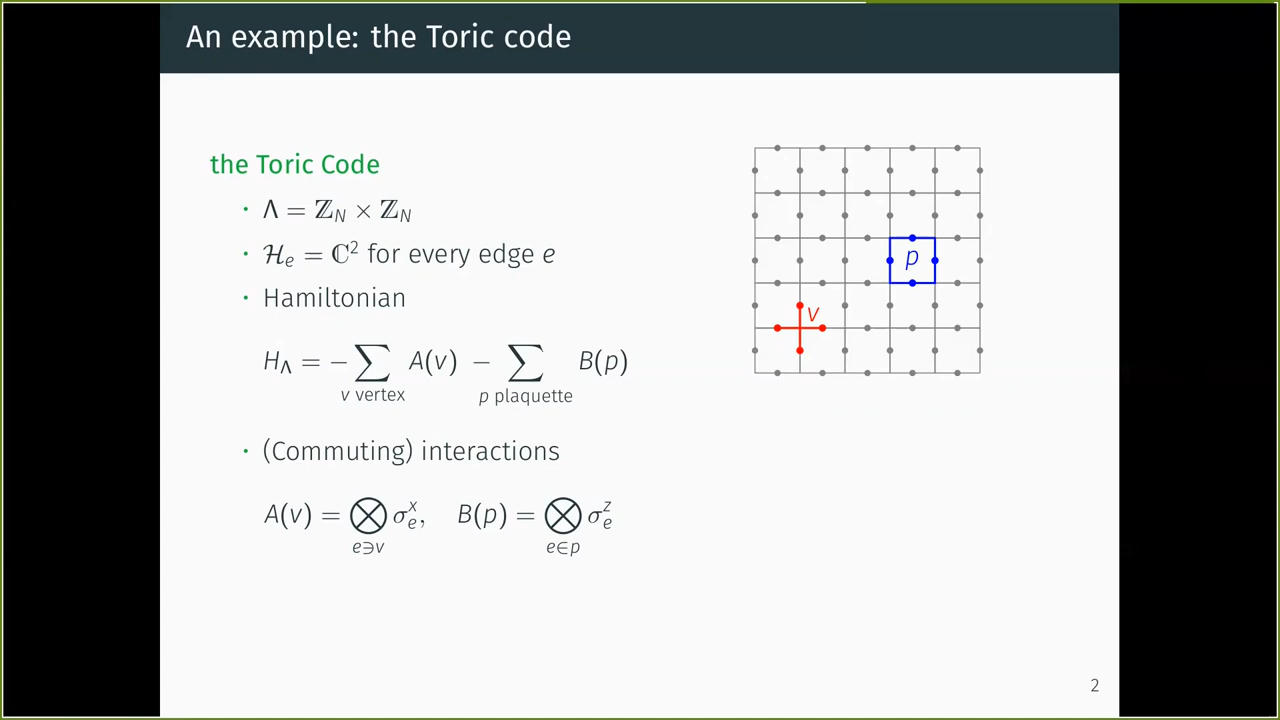 An example: the Toric code
the Toric Code
· Λ = ℤ_N × ℤ_N
· ℋ_e = ℂ² for every edge e
· Hamiltonian
H_Λ = − ∑_{v vertex} A(v) − ∑_{p plaquette} B(p)
· (Commuting) interactions
A(v) = ⨂_{e∋v} σ_e^x, B(p) = ⨂_{e∈p} σ_e^z
p
v
2